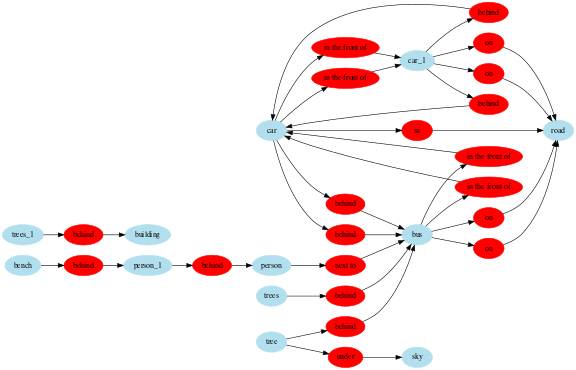 behind
in the front of
on
car_1
in the front of
on
behind
car
in
road
in the front of
in the front of
behind
on
trees_1
behind
building
behind
bus
on
bench
behind
person_1
behind
person
next to
trees
behind
behind
tree
under
sky